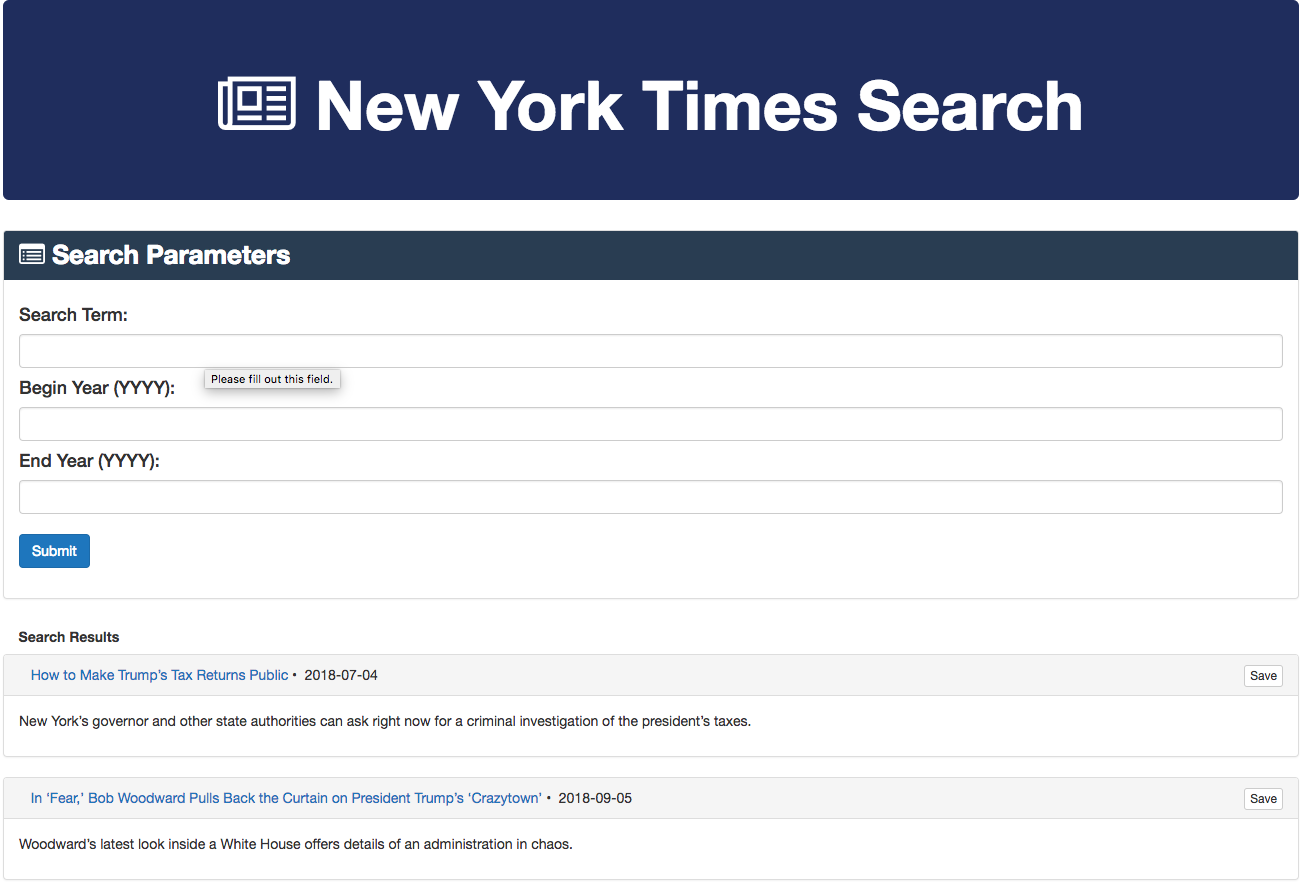 New York Times Search
Search Parameters
Search Term:
Please fill out this field.
Begin Year (YYYY):
End Year (YYYY):
Submit
Search Results
How to Make Trump’s Tax Returns Public • 2018-07-04 Save
New York’s governor and other state authorities can ask right now for a criminal investigation of the president’s taxes.
In ‘Fear,’ Bob Woodward Pulls Back the Curtain on President Trump’s ‘Crazytown’ • 2018-09-05 Save
Woodward’s latest look inside a White House offers details of an administration in chaos.